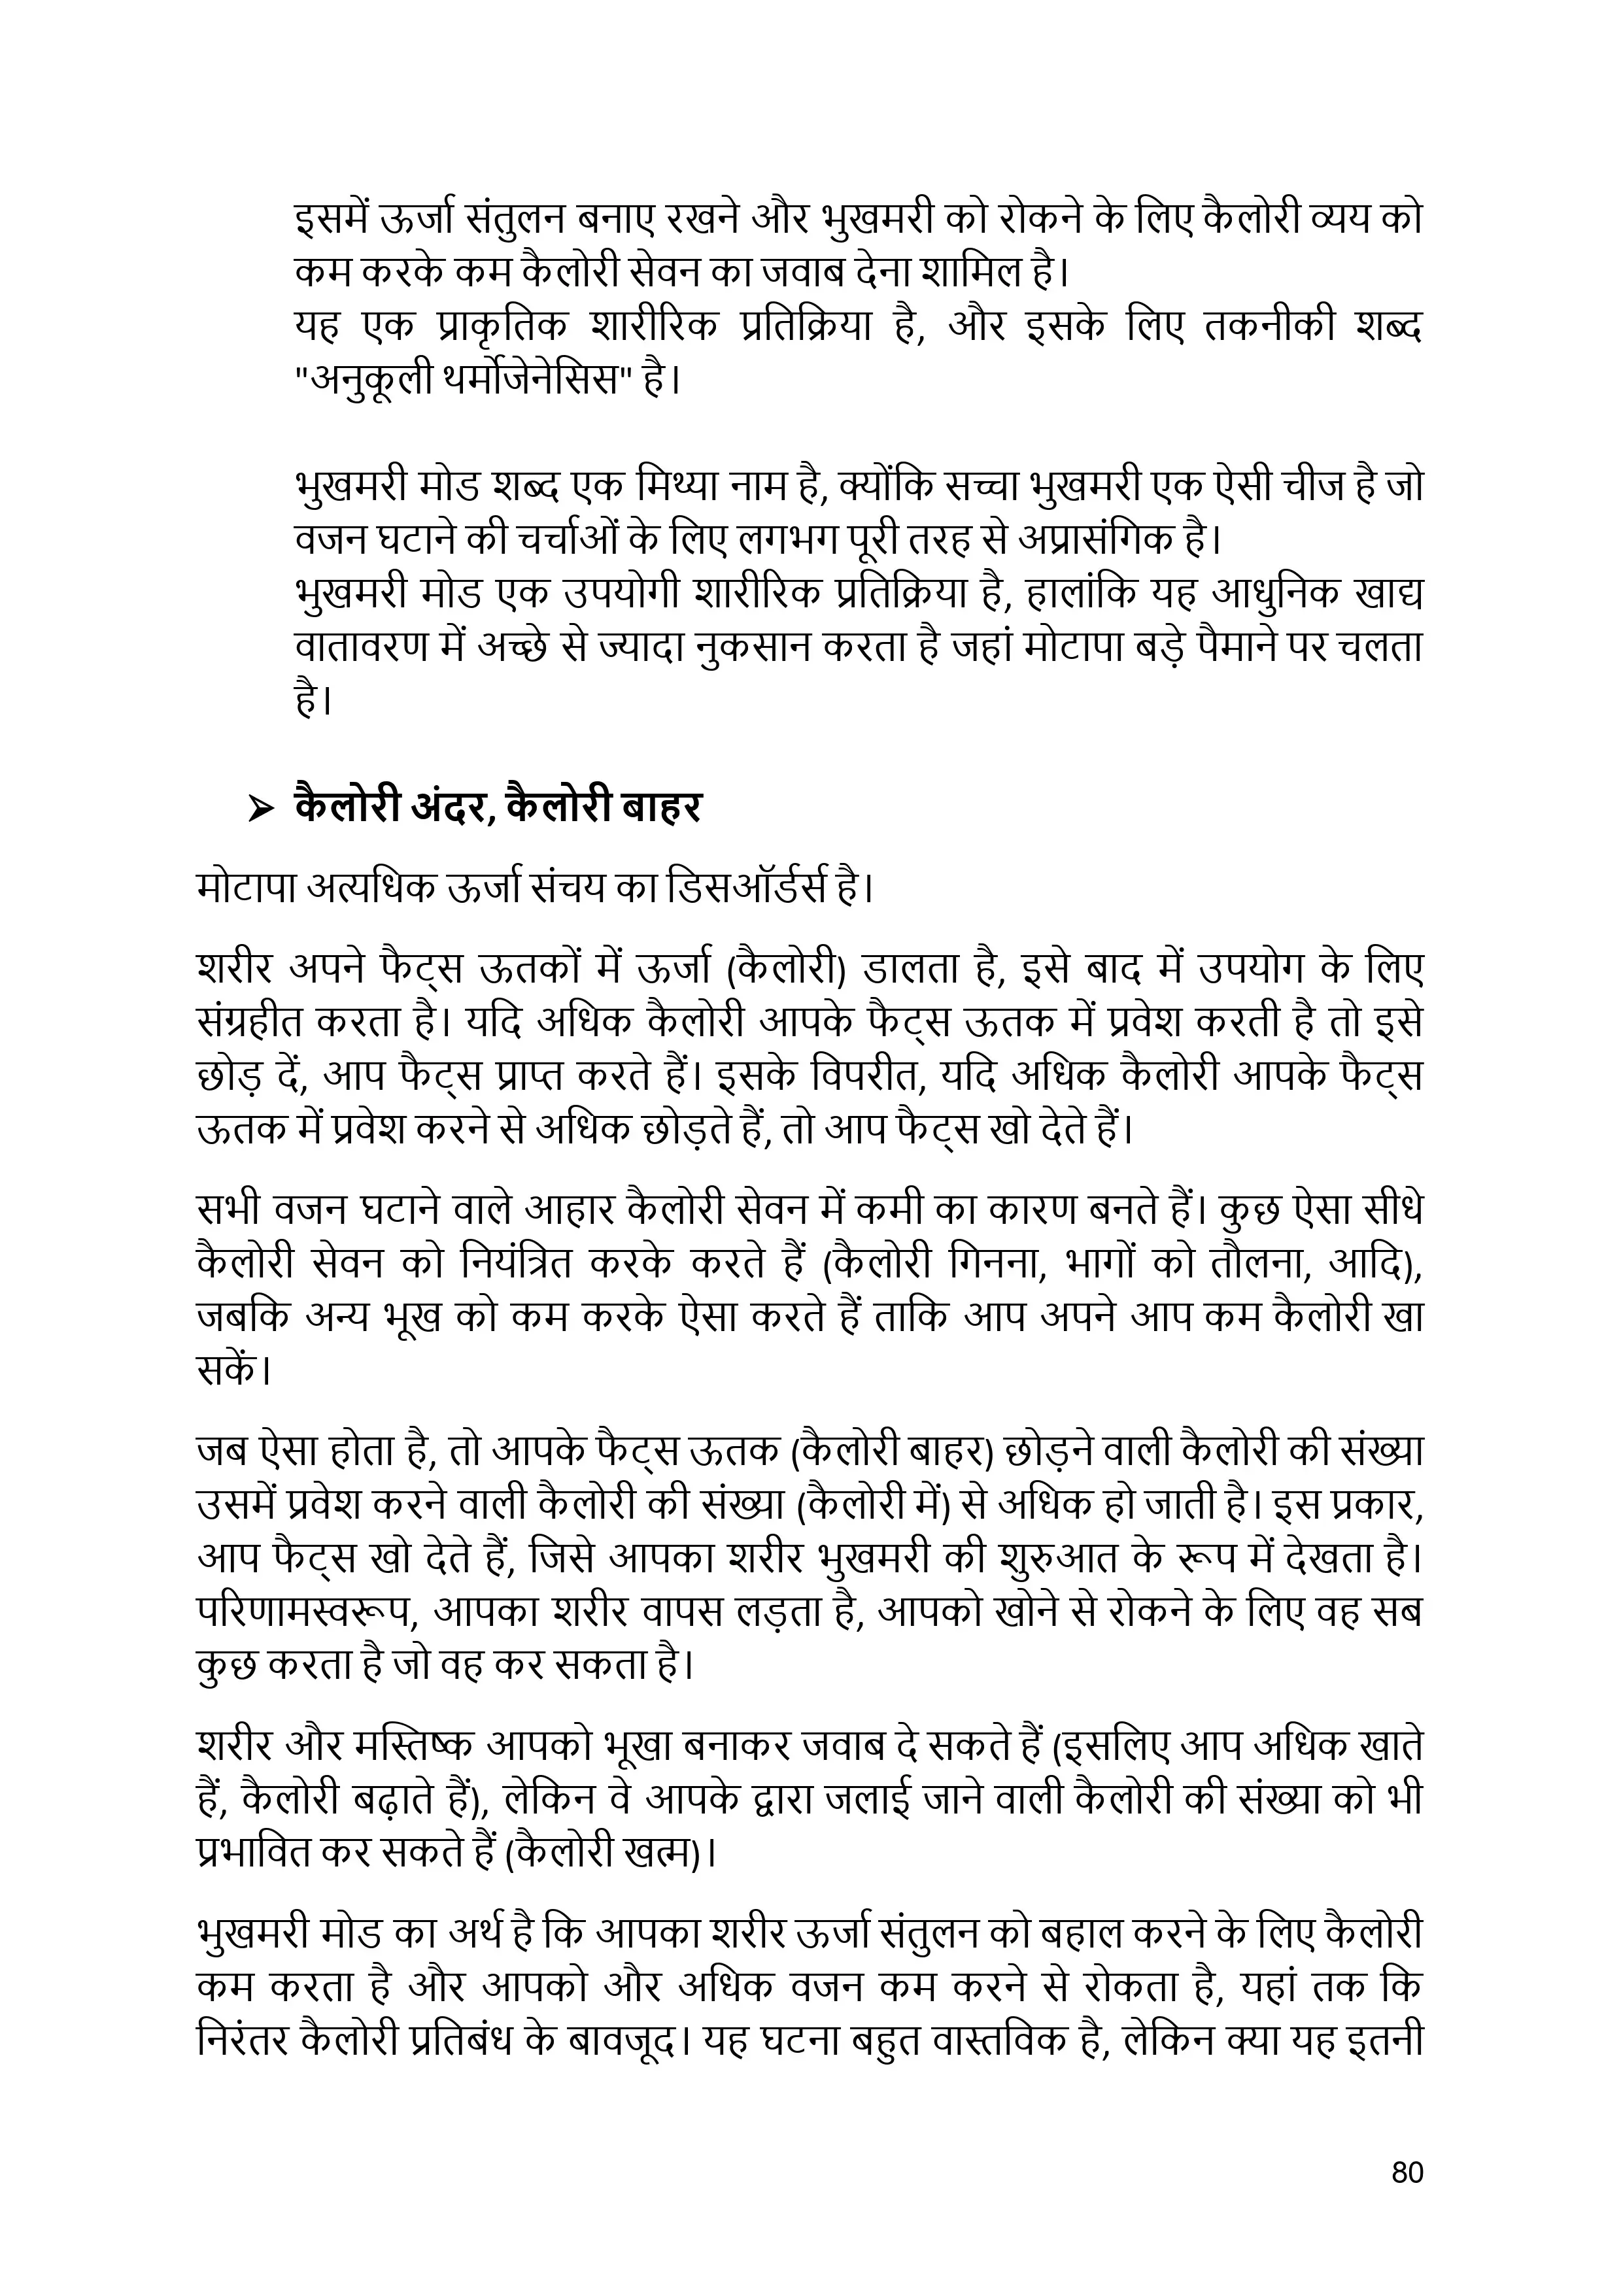 इसमें ऊर्जा संतुलन बनाए रखने और भुखमरी को रोकने के लिए कैलोरी व्यय को
कम करके कम कैलोरी सेवन का जवाब देना शामिल है।
यह एक प्राकृतिक शारीरिक प्रतिक्रिया है, और इसके लिए तकनीकी शब्द
"अनुकूली थर्मोजेनेसिस" है।
भुखमरी मोड शब्द एक मिथ्या नाम है, क्योंकि सच्चा भुखमरी एक ऐसी चीज है जो
वजन घटाने की चर्चाओं के लिए लगभग पूरी तरह से अप्रासंगिक है।
भुखमरी मोड एक उपयोगी शारीरिक प्रतिक्रिया है, हालांकि यह आधुनिक खाद्य
वातावरण में अच्छे से ज्यादा नुकसान करता है जहां मोटापा बड़े पैमाने पर चलता
है।
➢ कैलोरी अंदर, कैलोरी बाहर
मोटापा अत्यधिक ऊर्जा संचय का डिसऑर्डर्स है।
शरीर अपने फैट्स ऊतकों में ऊर्जा (कैलोरी) डालता है, इसे बाद में उपयोग के लिए
संग्रहीत करता है। यदि अधिक कैलोरी आपके फैट्स ऊतक में प्रवेश करती है तो इसे
छोड़ दें, आप फैट्स प्राप्त करते हैं। इसके विपरीत, यदि अधिक कैलोरी आपके फैट्स
ऊतक में प्रवेश करने से अधिक छोड़ते हैं, तो आप फैट्स खो देते हैं।
सभी वजन घटाने वाले आहार कैलोरी सेवन में कमी का कारण बनते हैं। कुछ ऐसा सीधे
कैलोरी सेवन को नियंत्रित करके करते हैं (कैलोरी गिनना, भागों को तौलना, आदि),
जबकि अन्य भूख को कम करके ऐसा करते हैं ताकि आप अपने आप कम कैलोरी खा
सकें।
जब ऐसा होता है, तो आपके फैट्स ऊतक (कैलोरी बाहर) छोड़ने वाली कैलोरी की संख्या
उसमें प्रवेश करने वाली कैलोरी की संख्या (कैलोरी में) से अधिक हो जाती है। इस प्रकार,
आप फैट्स खो देते हैं, जिसे आपका शरीर भुखमरी की शुरुआत के रूप में देखता है।
परिणामस्वरूप, आपका शरीर वापस लड़ता है, आपको खोने से रोकने के लिए वह सब
कुछ करता है जो वह कर सकता है।
शरीर और मस्तिष्क आपको भूखा बनाकर जवाब दे सकते हैं (इसलिए आप अधिक खाते
हैं, कैलोरी बढ़ाते हैं), लेकिन वे आपके द्वारा जलाई जाने वाली कैलोरी की संख्या को भी
प्रभावित कर सकते हैं (कैलोरी खत्म)।
भुखमरी मोड का अर्थ है कि आपका शरीर ऊर्जा संतुलन को बहाल करने के लिए कैलोरी
कम करता है और आपको और अधिक वजन कम करने से रोकता है, यहां तक कि
निरंतर कैलोरी प्रतिबंध के बावजूद। यह घटना बहुत वास्तविक है, लेकिन क्या यह इतनी
80